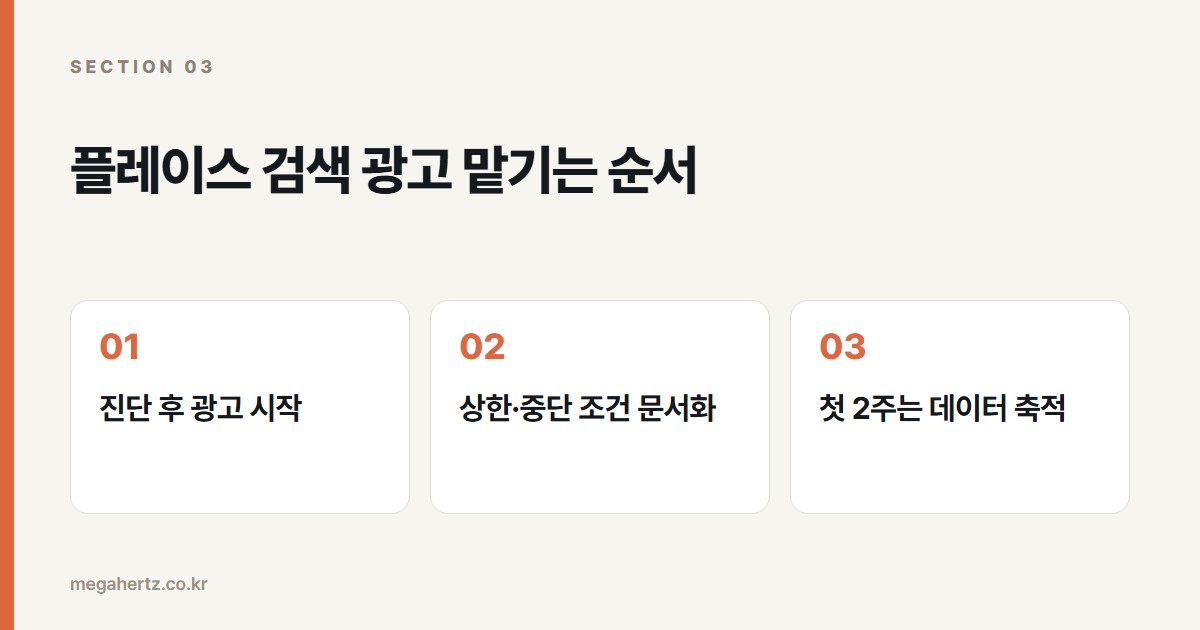 SECTION 03
플레이스 검색 광고 맡기는 순서
01
진단 후 광고 시작
02
상한·중단 조건 문서화
03
첫 2주는 데이터 축적
megahertz.co.kr